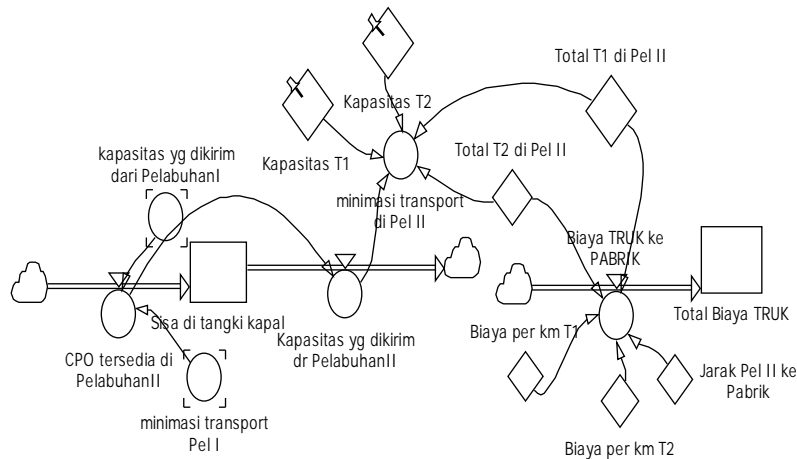 Total T1 di Pel II
Kapasitas T2
kapasitas yg dikirim
dari PelabuhanI
Kapasitas T1
Total T2 di Pel II
minimasi transport
di Pel II
Biaya TRUK ke
PABRIK
Sisa di tangki kapal
Total Biaya TRUK
Kapasitas yg dikirim
dr PelabuhanII
Biaya per km T1
CPO tersedia di
PelabuhanII
Jarak Pel II ke
Pabrik
minimasi transport
Pel I
Biaya per km T2